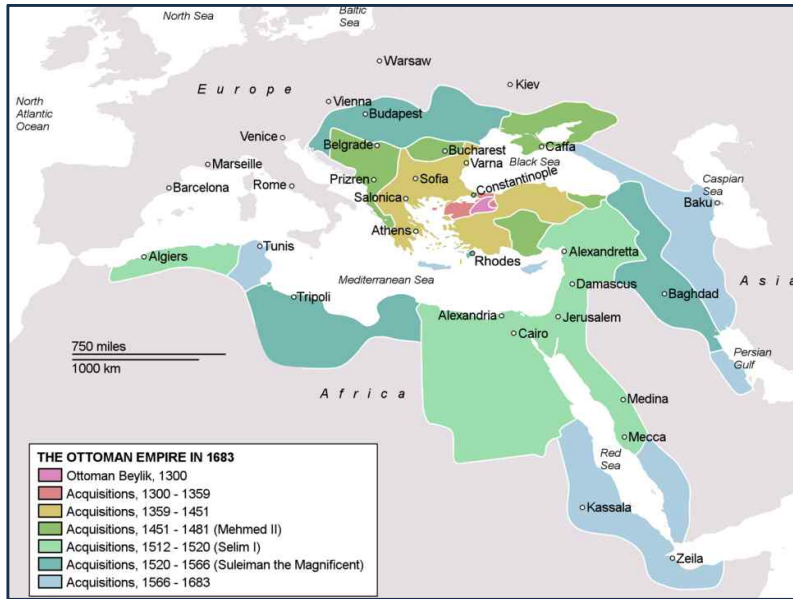 North Sea
Baltic
Sea
Warsaw
Kiev
E u r o p e
North
Atlantic
Ocean
Vienna
Budapest
Venice
Belgrade
Bucharest
Caffa
Varna
Black Sea
Marseille
Prizren
Sofia
Constantinople
Caspian
Sea
Barcelona
Rome
Salonica
Baku
Athens
Tunis
Algiers
Rhodes
Alexandretta
Mediterranean Sea
Damascus
Baghdad
A s i a
Tripoli
Alexandria
Jerusalem
Cairo
750 miles
1000 km
Persian
Gulf
A f r i c a
Medina
Mecca
Red
Sea
Kassala
Zeila
THE OTTOMAN EMPIRE IN 1683
Ottoman Beylik, 1300
Acquisitions, 1300 - 1359
Acquisitions, 1359 - 1451
Acquisitions, 1451 - 1481 (Mehmed II)
Acquisitions, 1512 - 1520 (Selim I)
Acquisitions, 1520 - 1566 (Suleiman the Magnificent)
Acquisitions, 1566 - 1683